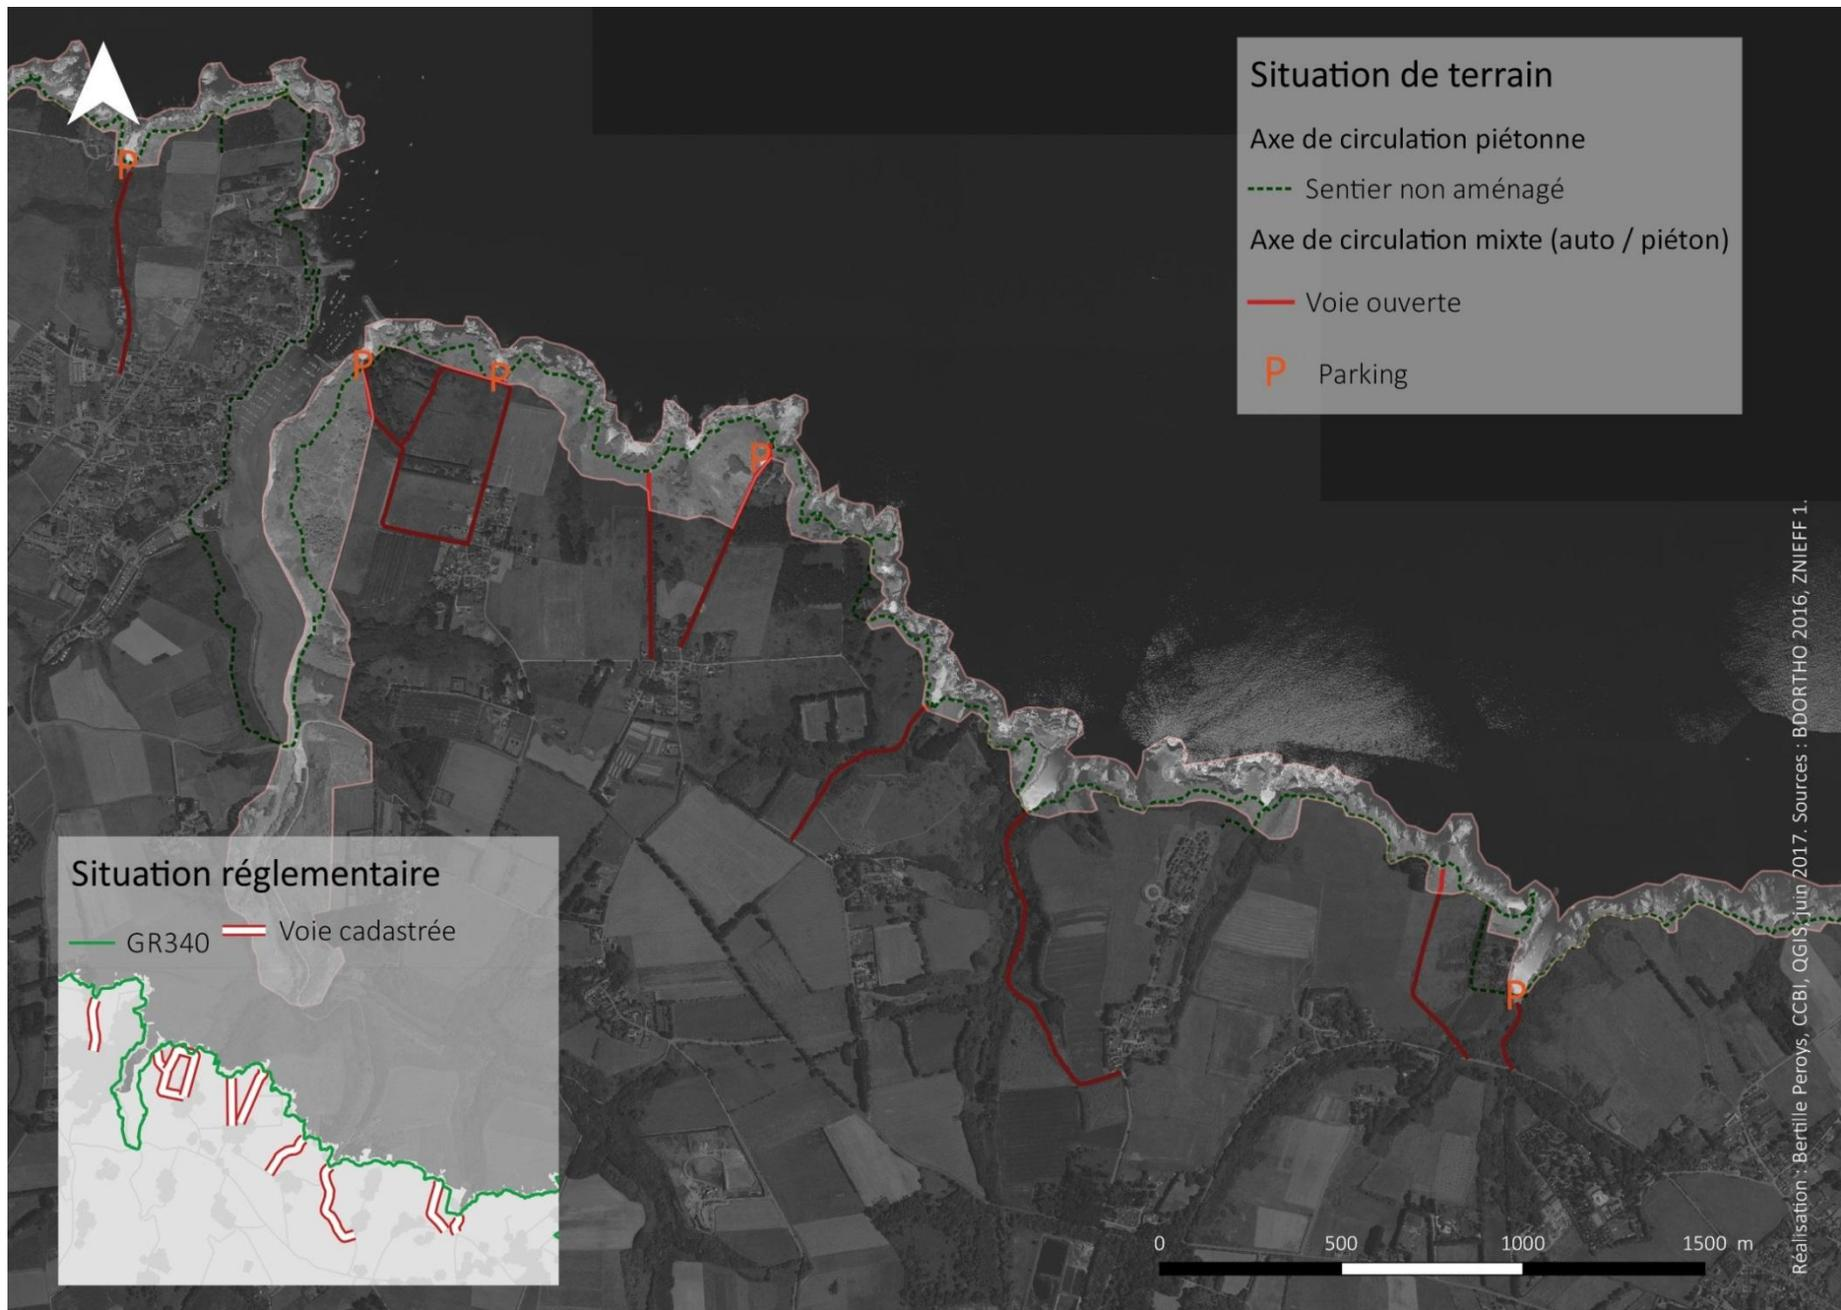 Situation de terrain
Axe de circulation piétonne
Sentier non aménagé
Axe de circulation mixte (auto / piéton)
Voie ouverte
P Parking
P
P
P
P
P
Situation réglementaire
GR340
Voie cadastrée
0 500 1000 1500 m
Réalisation : Bertille Peroys, CCBI, QGIS, juin 2017. Sources : BDORTHO 2016, ZNIEFF 1.